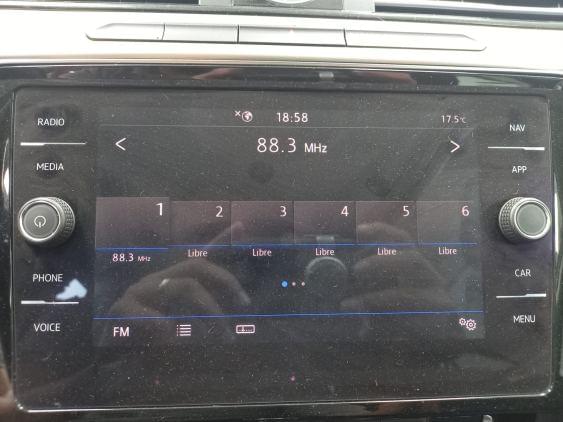 RADIO
MEDIA
PHONE
VOICE
18:58
17.5°C
88.3 MHz
1
2
3
4
5
6
88.3 MHz
Libre
Libre
Libre
Libre
Libre
FM
NAV
APP
CAR
MENU